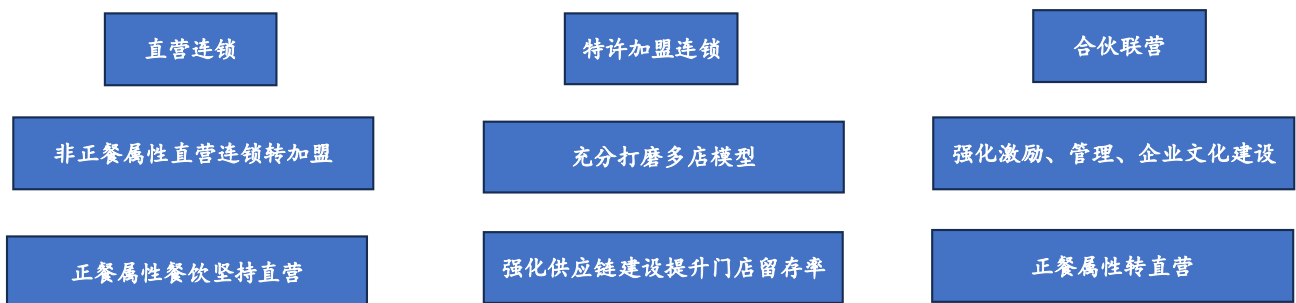 直营连锁
特许加盟连锁
合伙联营
非正餐属性直营连锁转加盟
充分打磨多店模型
强化激励、管理、企业文化建设
正餐属性餐饮坚持直营
强化供应链建设提升门店留存率
正餐属性转直营